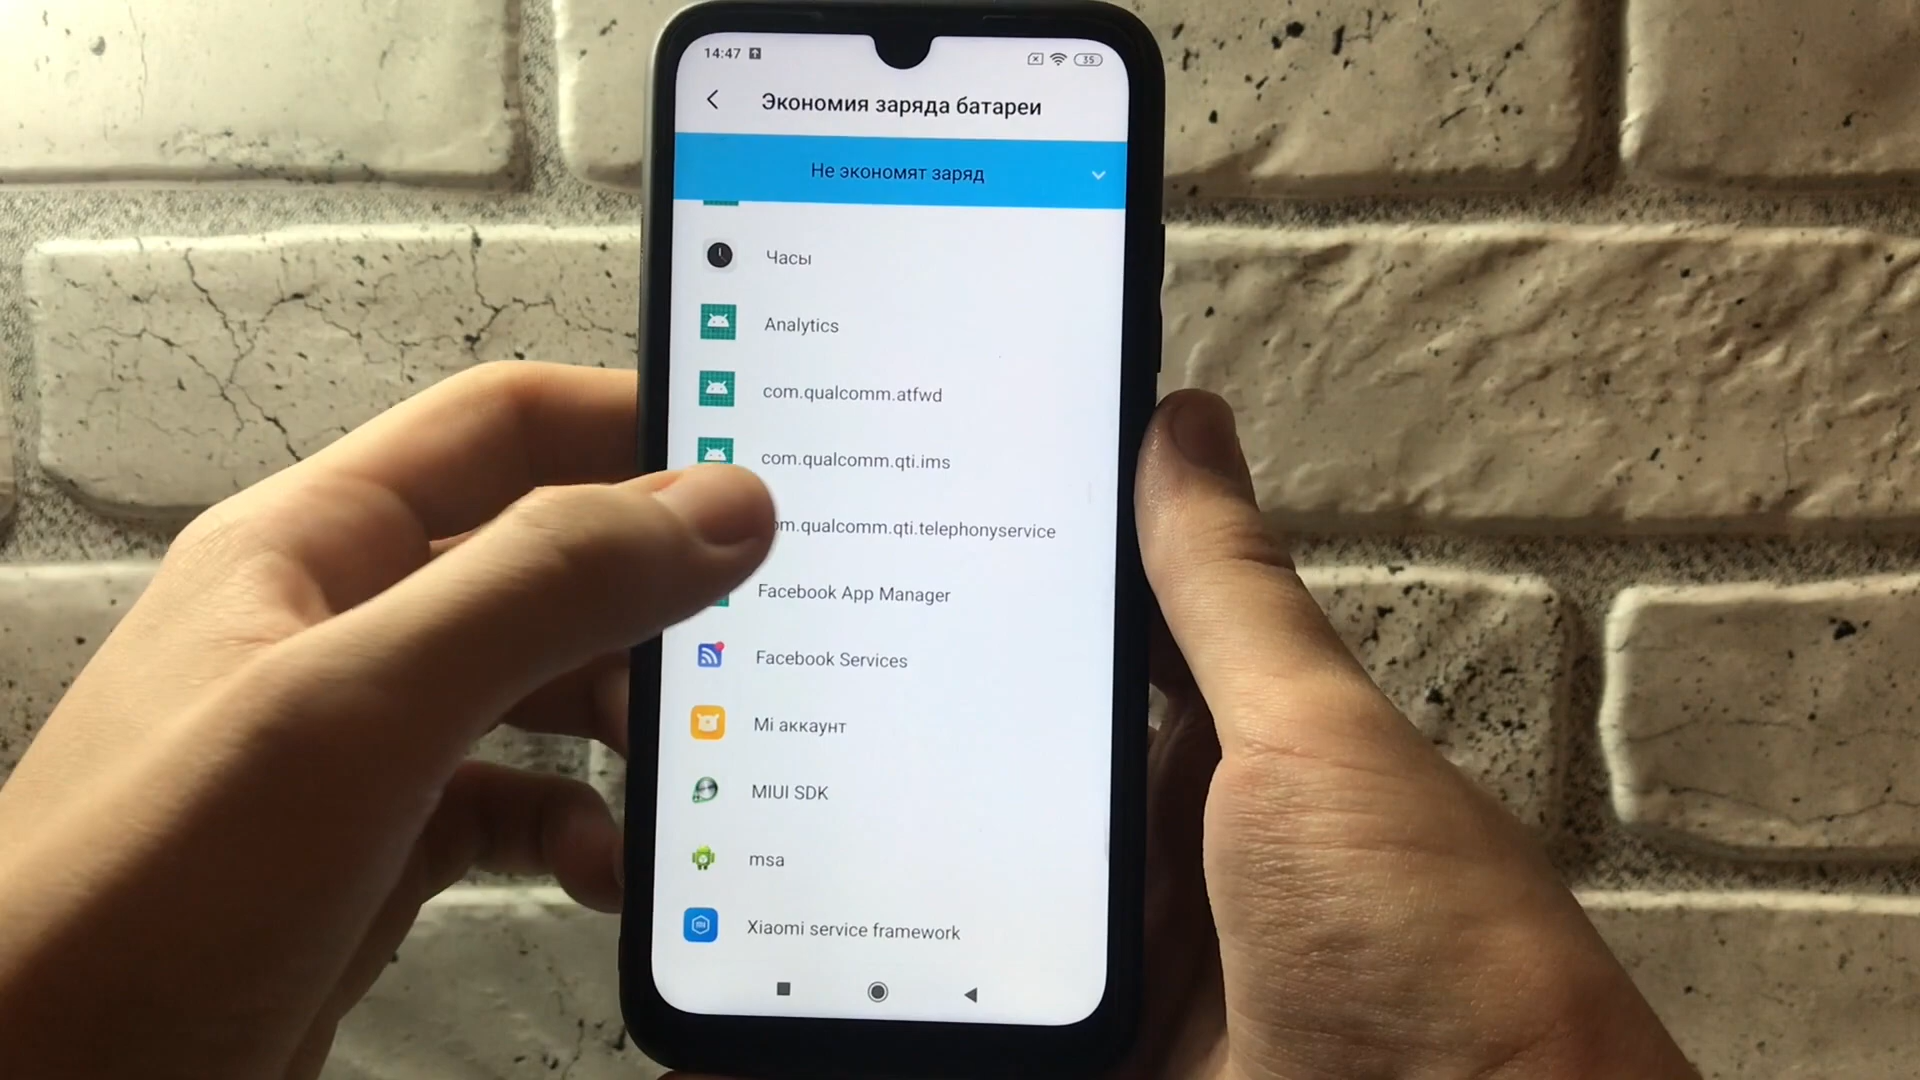 14:47
35
Экономия заряда батареи
Не экономят заряд
Часы
Analytics
com.qualcomm.atfwd
com.qualcomm.qti.ims
om.qualcomm.qti.telephonyservice
Facebook App Manager
Facebook Services
Mi аккаунт
MIUI SDK
msa
Xiaomi service framework